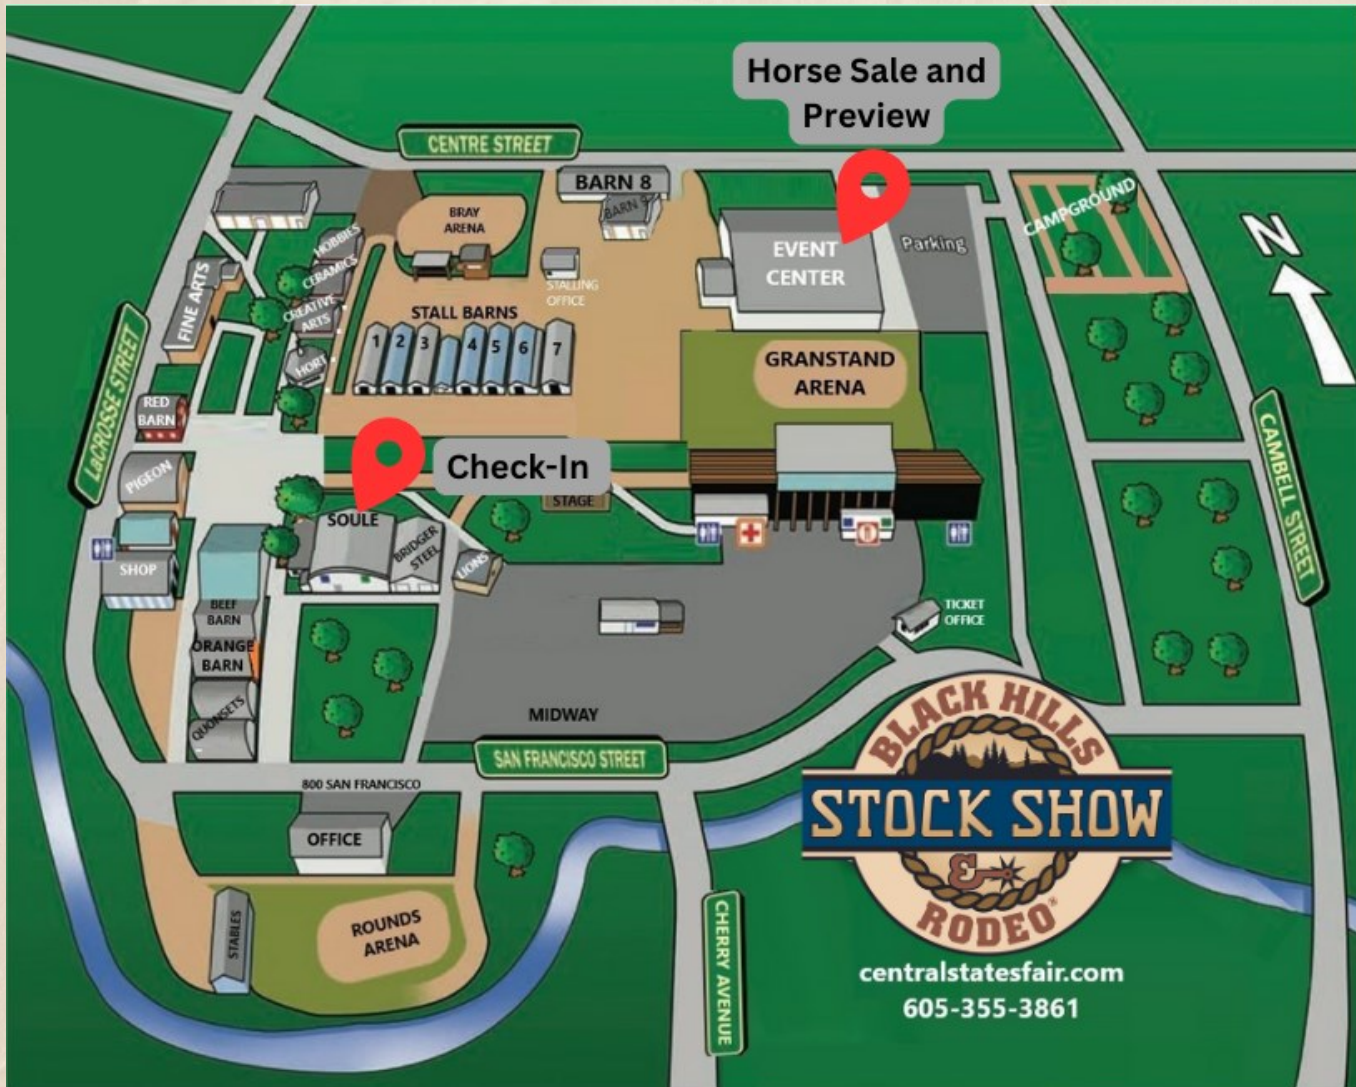 Horse Sale and
Preview
CENTRE STREET
BARN 8
BARN 9
BRAY
ARENA
HOBBIES
CERAMICS
CREATIVE
ARTS
HORT
FINE ARTS
STALLING
OFFICE
EVENT
CENTER
Parking
CAMPGROUND
N
STALL BARNS
1 2 3 4 5 6 7
GRANSTAND
ARENA
LaCROSSE STREET
RED
BARN
PIGEON
SHOP
Check-In
STAGE
SOULE
BRIDGER
STEEL
LIONS
CAMBELL STREET
BEEF
BARN
ORANGE
BARN
QUONSETS
TICKET
OFFICE
MIDWAY
SAN FRANCISCO STREET
800 SAN FRANCISCO
OFFICE
STABLES
ROUNDS
ARENA
CHERRY AVENUE
BLACK HILLS
STOCK SHOW
RODEO®
centralstatesfair.com
605-355-3861